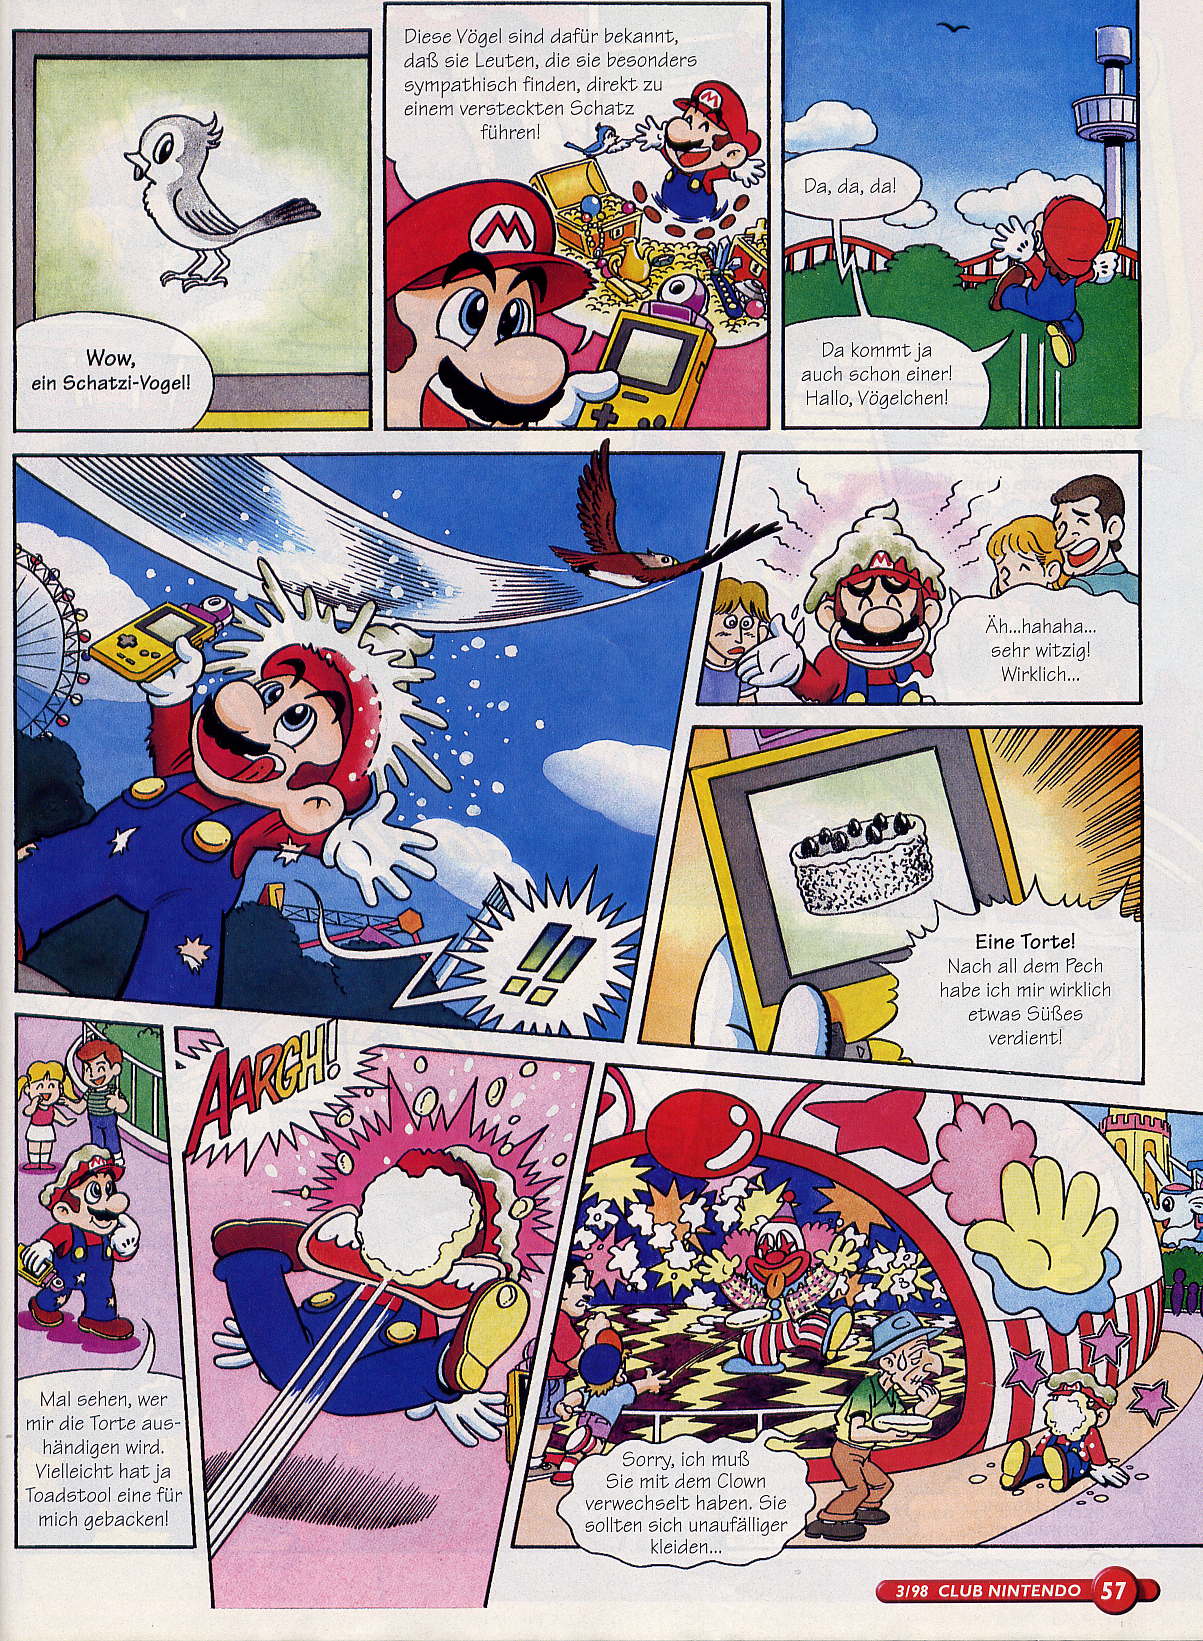 Wow,
ein Schatzi-Vogel!
Diese Vögel sind dafür bekannt,
daß sie Leuten, die sie besonders
sympathisch finden, direkt zu
einem versteckten Schatz
führen!
M
M
Da, da, da!
Da kommt ja
auch schon einer!
Hallo, Vögelchen!
!!
M
Äh...hahaha...
sehr witzig!
Wirklich...
Eine Torte!
Nach all dem Pech
habe ich mir wirklich
etwas Süßes
verdient!
M
Mal sehen, wer
mir die Torte aus-
händigen wird.
Vielleicht hat ja
Toadstool eine für
mich gebacken!
AARGH!
Sorry, ich muß
Sie mit dem Clown
verwechselt haben. Sie
sollten sich unaufälliger
kleiden...
3/98 CLUB NINTENDO 57